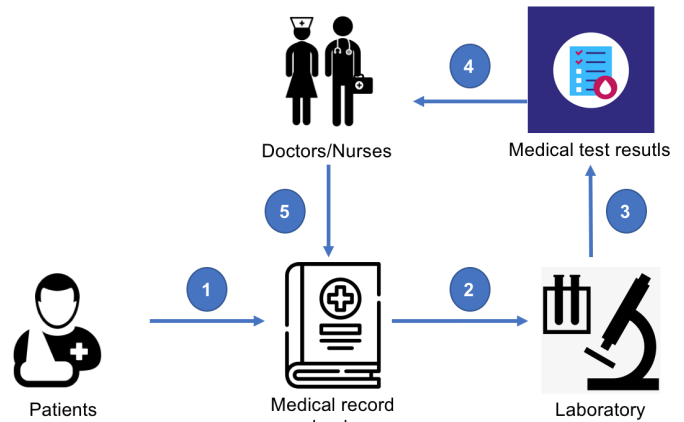 4
Doctors/Nurses
Medical test resutls
5
3
1
2
Patients
Medical record
Laboratory